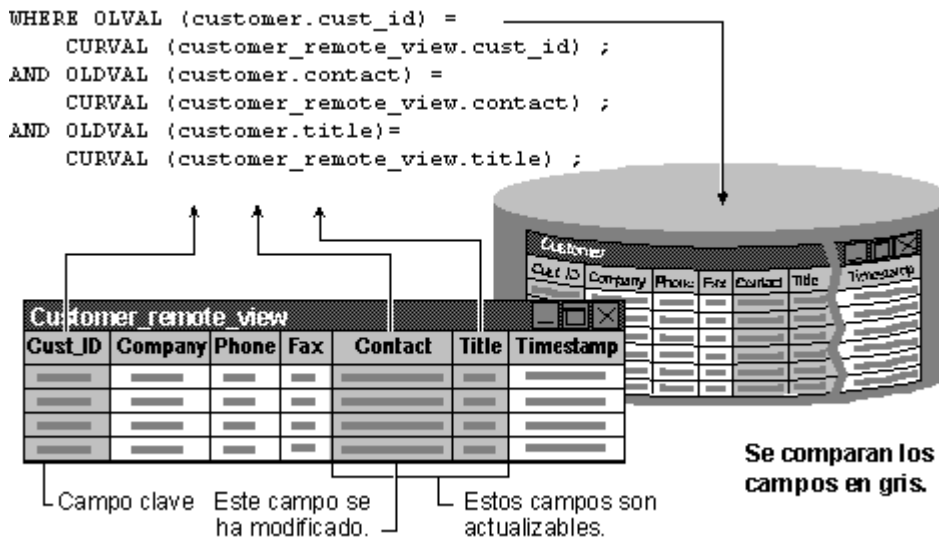 WHERE OLVAL (customer.cust_id) =
CURVAL (customer_remote_view.cust_id) ;
AND OLDVAL (customer.contact) =
CURVAL (customer_remote_view.contact) ;
AND OLDVAL (customer.title)=
CURVAL (customer_remote_view.title) ;
Customer
Cust ID Company Phone Fax Contact Title Timestamp
Customer_remote_view
Cust_ID Company Phone Fax Contact Title Timestamp
Campo clave
Este campo se
ha modificado.
Estos campos son
actualizables.
Se comparan los
campos en gris.